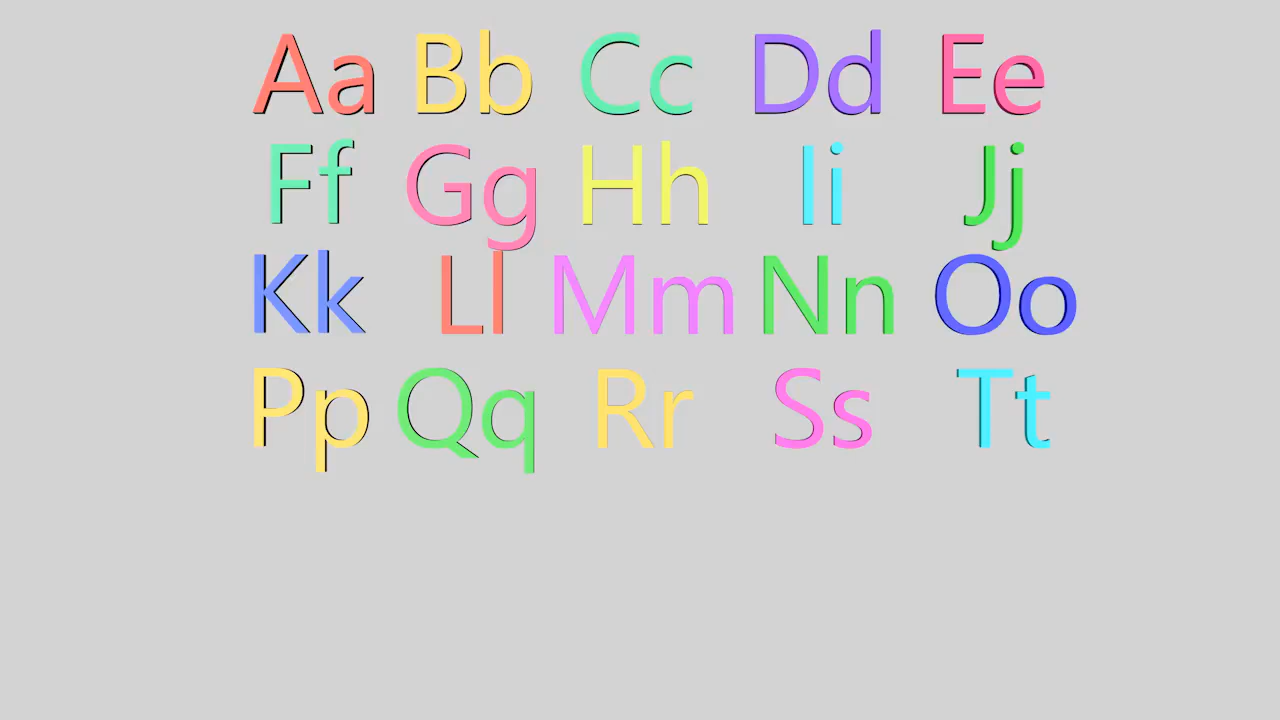 Aa Bb Cc Dd Ee
Ff Gg Hh Ii Jj
Kk Ll Mm Nn Oo
Pp Qq Rr Ss Tt